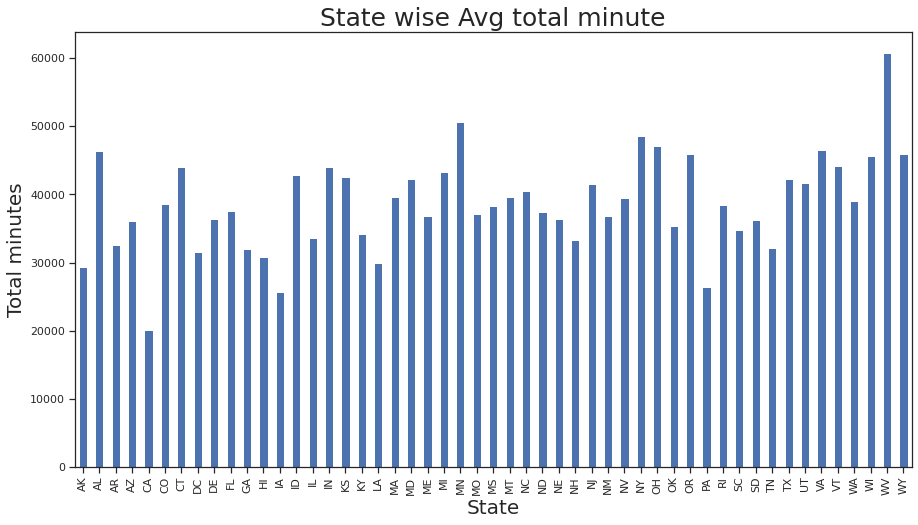 State wise Avg total minute
Total minutes
60000
50000
40000
30000
20000
10000
0
AK AL AR AZ CA CO CT DC DE FL GA HI IA ID IL IN KS KY LA MA MD ME MI MN MO MS MT NC ND NE NH NJ NM NV NY OH OK OR PA RI SC SD TN TX UT VA VT WA WI WV WY
State